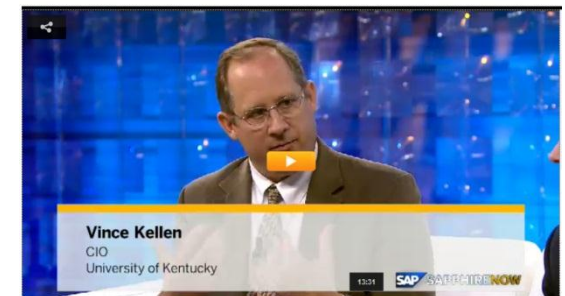 Vince Kellen
CIO
University of Kentucky
13:31
SAP SAPPHIRENOW